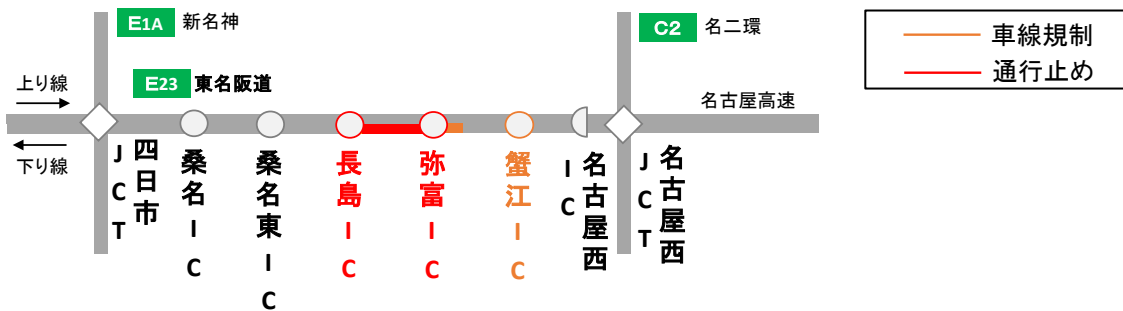 E1A 新名神
C2 名二環
車線規制
通行止め
E23 東名阪道
上り線
下り線
名古屋高速
四日市JCT
桑名IC
桑名東IC
長島IC
弥富IC
蟹江IC
名古屋西IC
名古屋西JCT